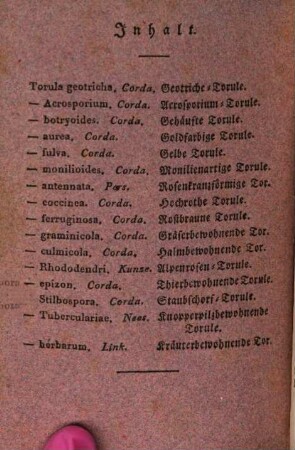 Inhalt.
Torula geotricha, Corda, Geotriche-Torule.
— Acrosporium, Corda, Acrosporium-Torule.
— botryoides, Corda, Gehäufte Torule.
— aurea, Corda. Goldfarbige Torule.
— fulva, Corda. Gelbe Torule.
— monilioides, Corda. Monilienartige Torule.
— antennata, Pers. Rosenkranzförmige Tor.
— coccinea, Corda. Hochrothe Torule.
— ferruginosa, Corda. Rostbraune Torule.
— graminicola, Corda. Gräserbewohnende Tor.
— culmicola, Corda, Halmbewohnende Tor.
— Rhododendri, Kunze. Alpenrosen-Torule.
— epizoa, Corda. Thierbewohnende Torule.
Stilbospora, Corda. Staubschorf-Torule.
— Tuberculariae, Nees. Knopperpilzbewohnende
Torule.
— herbarum, Link. Kräuterbewohnende Tor.